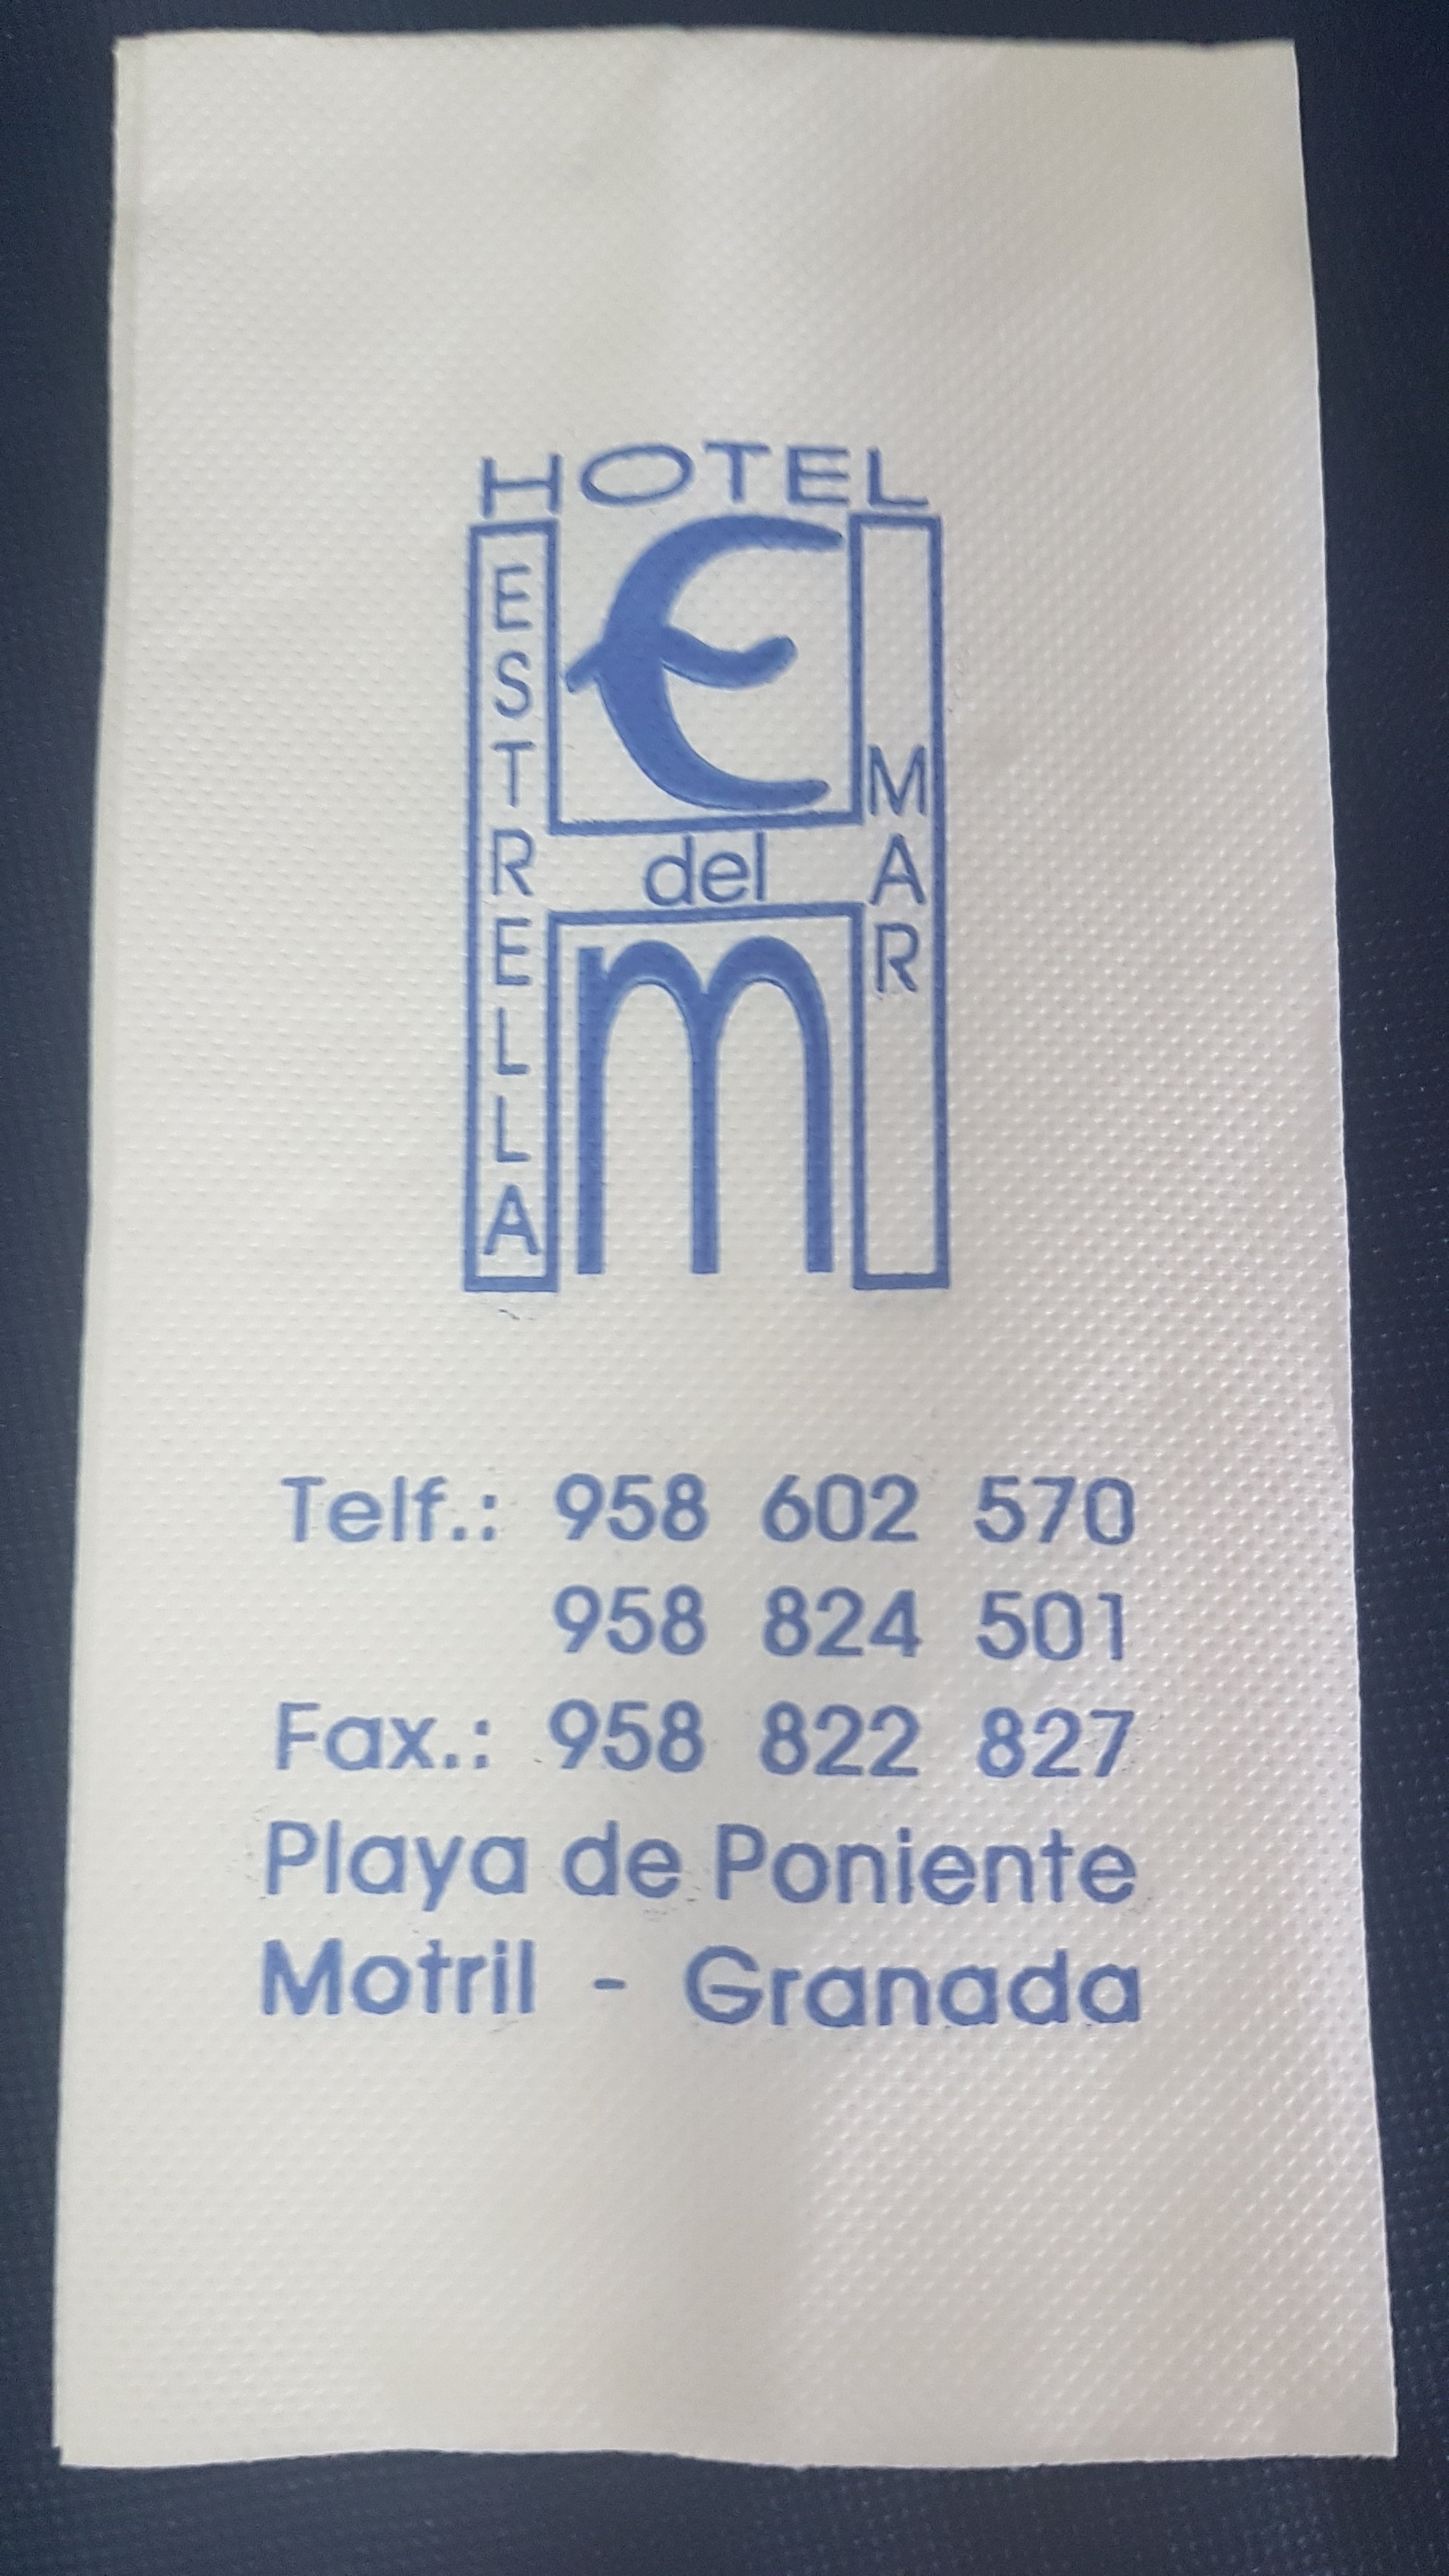 HOTEL
ESTRELLA
E
del
MAR
m
Telf.: 958 602 570
958 824 501
Fax.: 958 822 827
Playa de Poniente
Motril - Granada